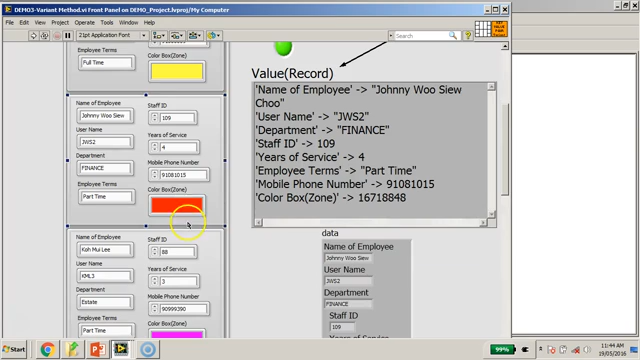 DEMO3-Variant Method.vi Front Panel on DEMO_Project.lvproj/My Computer
File Edit View Project Operate Tools Window Help
21pt Application Font
Search
Employee Terms
Color Box(Zone)
Full Time
Name of Employee
Staff ID
Johnny Woo Siew
109
User Name
Years of Service
JWS2
4
Department
Mobile Phone Number
FINANCE
91081015
Employee Terms
Color Box(Zone)
Part Time
Name of Employee
Staff ID
Koh Mui Lee
88
User Name
Years of Service
KML3
3
Department
Mobile Phone Number
Estate
90999390
Employee Terms
Color Box(Zone)
Part Time
Value(Record)
'Name of Employee' -> "Johnny Woo Siew
Choo"
'User Name' -> "JWS2"
'Department' -> "FINANCE"
'Staff ID' -> 109
'Years of Service' -> 4
'Employee Terms' -> "Part Time"
'Mobile Phone Number' -> 91081015
'Color Box(Zone)' -> 16718848
data
Name of Employee
Johnny Woo Siew
User Name
JWS2
Department
FINANCE
Staff ID
109
Years of Service
Start
99%
11:44 AM
19/05/2016